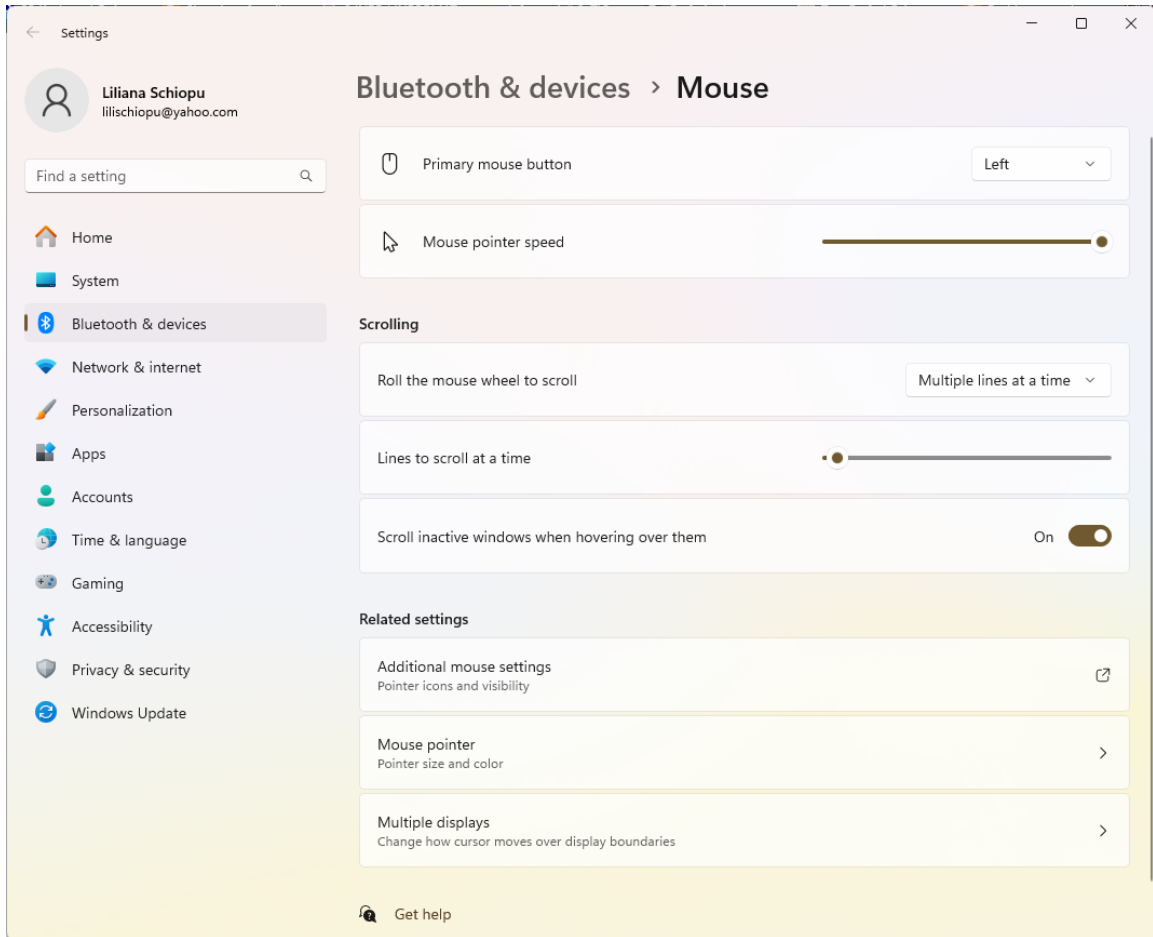 Settings
Liliana Schiopu
lilischiopu@yahoo.com
Find a setting
Home
System
Bluetooth & devices
Network & internet
Personalization
Apps
Accounts
Time & language
Gaming
Accessibility
Privacy & security
Windows Update
Bluetooth & devices > Mouse
Primary mouse button
Left
Mouse pointer speed
Scrolling
Roll the mouse wheel to scroll
Multiple lines at a time
Lines to scroll at a time
Scroll inactive windows when hovering over them
On
Related settings
Additional mouse settings
Pointer icons and visibility
Mouse pointer
Pointer size and color
Multiple displays
Change how cursor moves over display boundaries
Get help